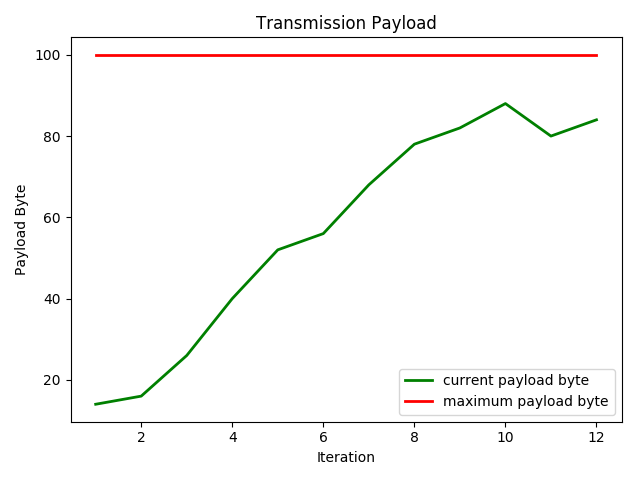 Transmission Payload
100
80
60
40
20
Payload Byte
current payload byte
maximum payload byte
2 4 6 8 10 12
Iteration